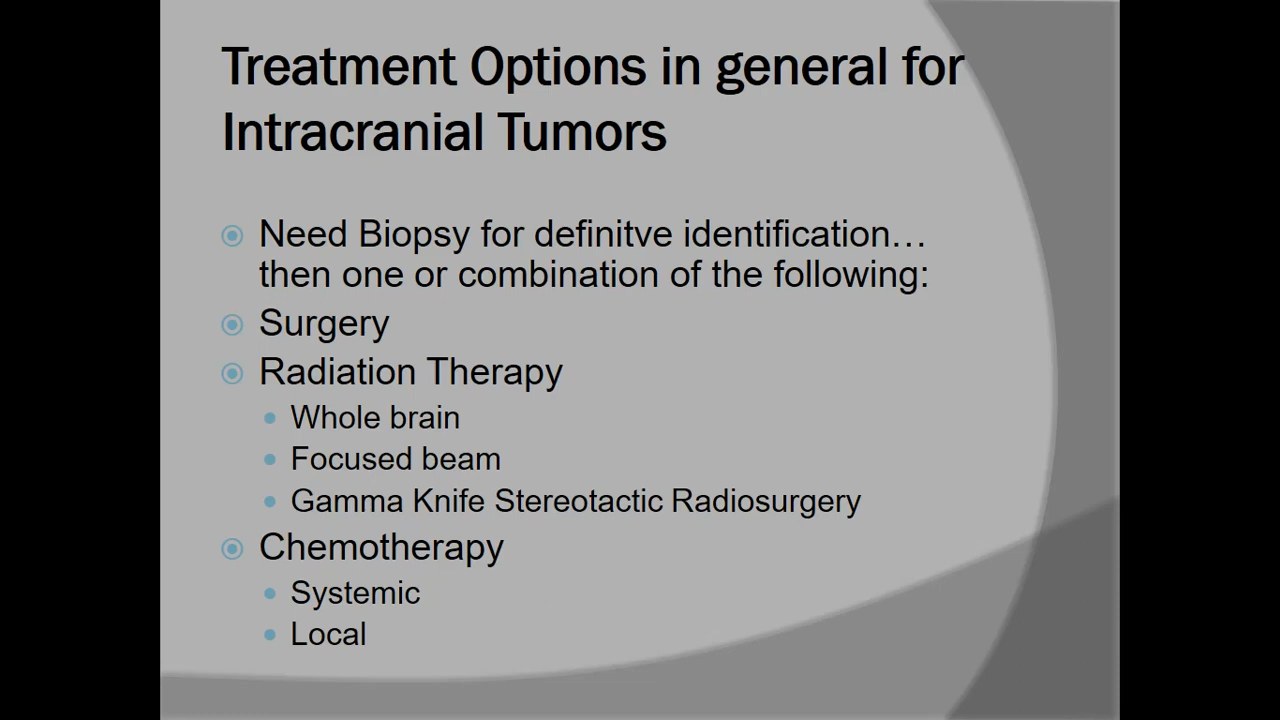 Treatment Options in general for
Intracranial Tumors
Need Biopsy for definitve identification…
then one or combination of the following:
Surgery
Radiation Therapy
Whole brain
Focused beam
Gamma Knife Stereotactic Radiosurgery
Chemotherapy
Systemic
Local